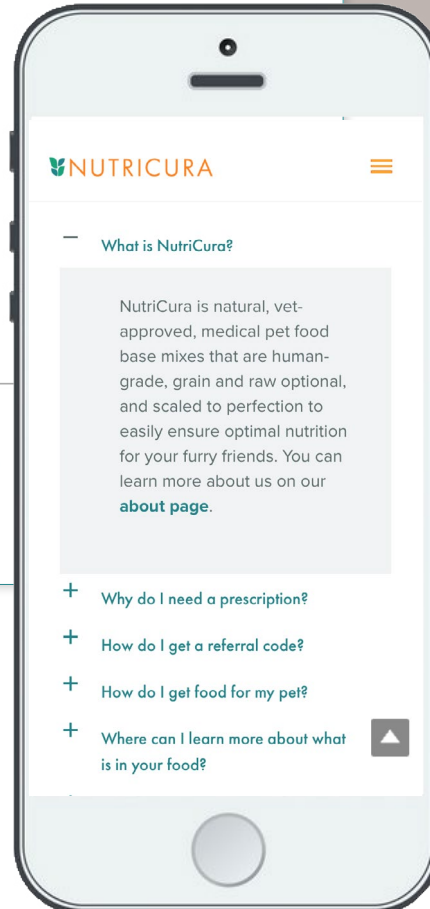 NUTRICURA
What is NutriCura?
NutriCura is natural, vet-
approved, medical pet food
base mixes that are human-
grade, grain and raw optional,
and scaled to perfection to
easily ensure optimal nutrition
for your furry friends. You can
learn more about us on our
about page.
Why do I need a prescription?
How do I get a referral code?
How do I get food for my pet?
Where can I learn more about what
is in your food?